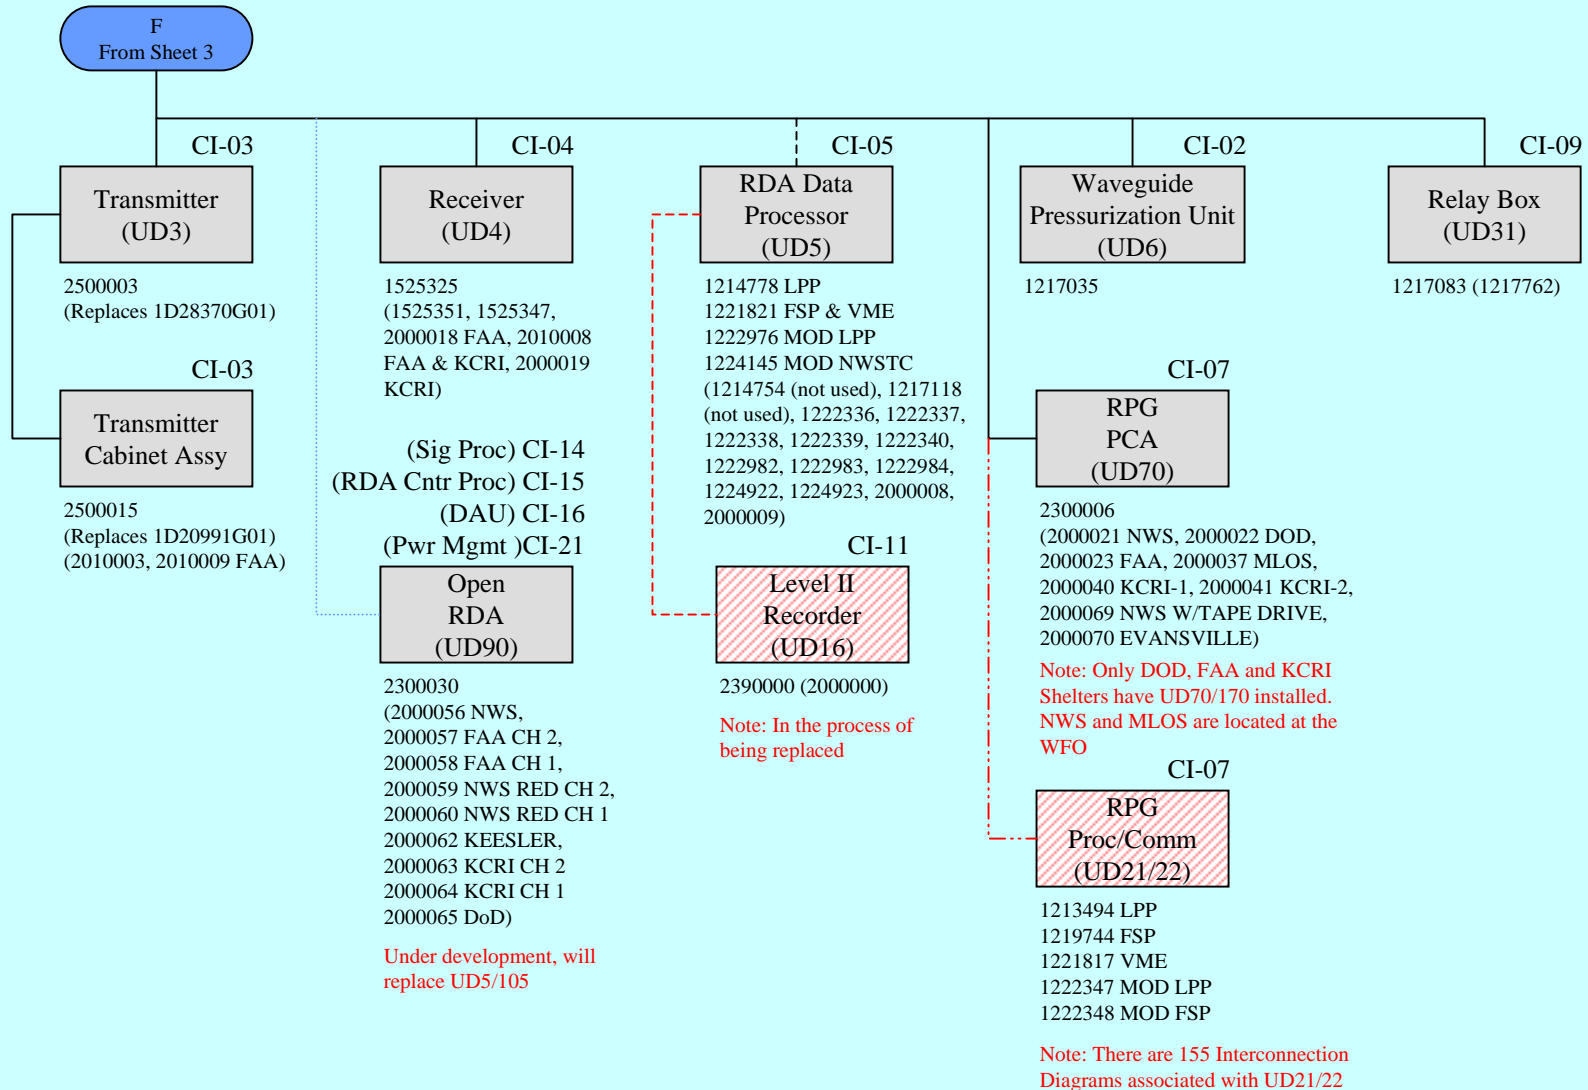 F
From Sheet 3
CI-03
Transmitter
(UD3)
2500003
(Replaces 1D28370G01)
CI-03
Transmitter
Cabinet Assy
2500015
(Replaces 1D20991G01)
(2010003, 2010009 FAA)
CI-04
Receiver
(UD4)
1525325
(1525351, 1525347,
2000018 FAA, 2010008
FAA & KCRI, 2000019
KCRI)
(Sig Proc) CI-14
(RDA Cntr Proc) CI-15
(DAU) CI-16
(Pwr Mgmt )CI-21
Open
RDA
(UD90)
2300030
(2000056 NWS,
2000057 FAA CH 2,
2000058 FAA CH 1,
2000059 NWS RED CH 2,
2000060 NWS RED CH 1
2000062 KEESLER,
2000063 KCRI CH 2
2000064 KCRI CH 1
2000065 DoD)
Under development, will
replace UD5/105
CI-05
RDA Data
Processor
(UD5)
1214778 LPP
1221821 FSP & VME
1222976 MOD LPP
1224145 MOD NWSTC
(1214754 (not used), 1217118
(not used), 1222336, 1222337,
1222338, 1222339, 1222340,
1222982, 1222983, 1222984,
1224922, 1224923, 2000008,
2000009)
CI-11
Level II
Recorder
(UD16)
2390000 (2000000)
Note: In the process of
being replaced
CI-02
Waveguide
Pressurization Unit
(UD6)
1217035
CI-07
RPG
PCA
(UD70)
2300006
(2000021 NWS, 2000022 DOD,
2000023 FAA, 2000037 MLOS,
2000040 KCRI-1, 2000041 KCRI-2,
2000069 NWS W/TAPE DRIVE,
2000070 EVANSVILLE)
Note: Only DOD, FAA and KCRI
Shelters have UD70/170 installed.
NWS and MLOS are located at the
WFO
CI-07
RPG
Proc/Comm
(UD21/22)
1213494 LPP
1219744 FSP
1221817 VME
1222347 MOD LPP
1222348 MOD FSP
Note: There are 155 Interconnection
Diagrams associated with UD21/22
CI-09
Relay Box
(UD31)
1217083 (1217762)